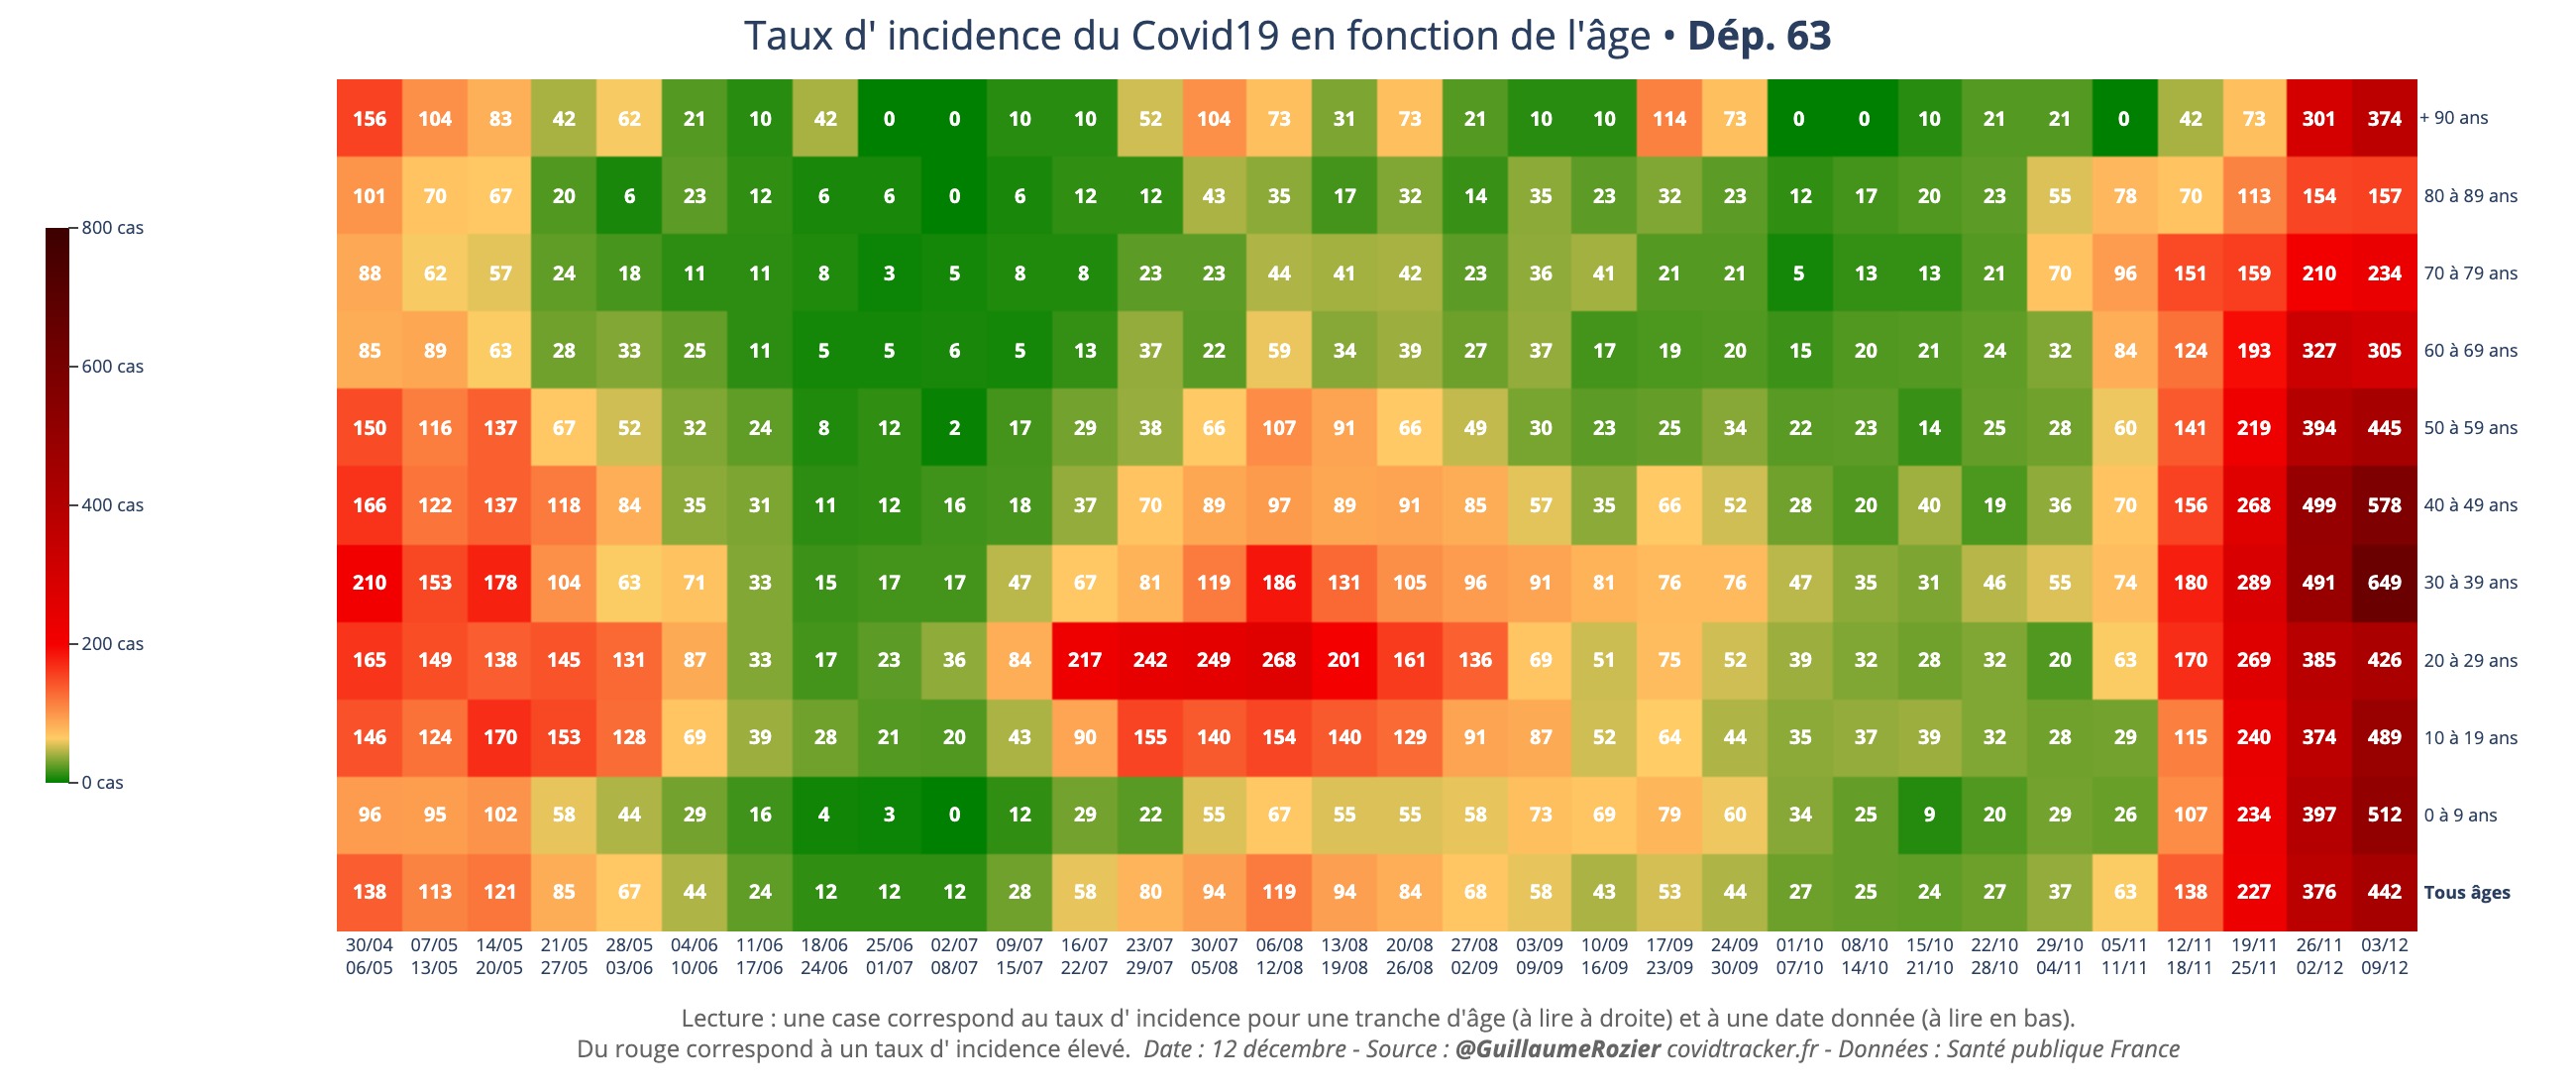 Taux d' incidence du Covid19 en fonction de l'âge • Dép. 63
800 cas
600 cas
400 cas
200 cas
0 cas
156 104 83 42 62 21 10 42 0 0 10 10 52 104 73 31 73 21 10 10 114 73 0 0 10 21 21 0 42 73 301 374 + 90 ans
101 70 67 20 6 23 12 6 6 0 6 12 12 43 35 17 32 14 35 23 32 23 12 17 20 23 55 78 70 113 154 157 80 à 89 ans
88 62 57 24 18 11 11 8 3 5 8 8 23 23 44 41 42 23 36 41 21 21 5 13 13 21 70 96 151 159 210 234 70 à 79 ans
85 89 63 28 33 25 11 5 5 6 5 13 37 22 59 34 39 27 37 17 19 20 15 20 21 24 32 84 124 193 327 305 60 à 69 ans
150 116 137 67 52 32 24 8 12 2 17 29 38 66 107 91 66 49 30 23 25 34 22 23 14 25 28 60 141 219 394 445 50 à 59 ans
166 122 137 118 84 35 31 11 12 16 18 37 70 89 97 89 91 85 57 35 66 52 28 20 40 19 36 70 156 268 499 578 40 à 49 ans
210 153 178 104 63 71 33 15 17 17 47 67 81 119 186 131 105 96 91 81 76 76 47 35 31 46 55 74 180 289 491 649 30 à 39 ans
165 149 138 145 131 87 33 17 23 36 84 217 242 249 268 201 161 136 69 51 75 52 39 32 28 32 20 63 170 269 385 426 20 à 29 ans
146 124 170 153 128 69 39 28 21 20 43 90 155 140 154 140 129 91 87 52 64 44 35 37 39 32 28 29 115 240 374 489 10 à 19 ans
96 95 102 58 44 29 16 4 3 0 12 29 22 55 67 55 55 58 73 69 79 60 34 25 9 20 29 26 107 234 397 512 0 à 9 ans
138 113 121 85 67 44 24 12 12 12 28 58 80 94 119 94 84 68 58 43 53 44 27 25 24 27 37 63 138 227 376 442 Tous âges
30/04 07/05 14/05 21/05 28/05 04/06 11/06 18/06 25/06 02/07 09/07 16/07 23/07 30/07 06/08 13/08 20/08 27/08 03/09 10/09 17/09 24/09 01/10 08/10 15/10 22/10 29/10 05/11 12/11 19/11 26/11 03/12
06/05 13/05 20/05 27/05 03/06 10/06 17/06 24/06 01/07 08/07 15/07 22/07 29/07 05/08 12/08 19/08 26/08 02/09 09/09 16/09 23/09 30/09 07/10 14/10 21/10 28/10 04/11 11/11 18/11 25/11 02/12 09/12
Lecture : une case correspond au taux d' incidence pour une tranche d'âge (à lire à droite) et à une date donnée (à lire en bas).
Du rouge correspond à un taux d' incidence élevé. Date : 12 décembre - Source : @GuillaumeRozier covidtracker.fr - Données : Santé publique France